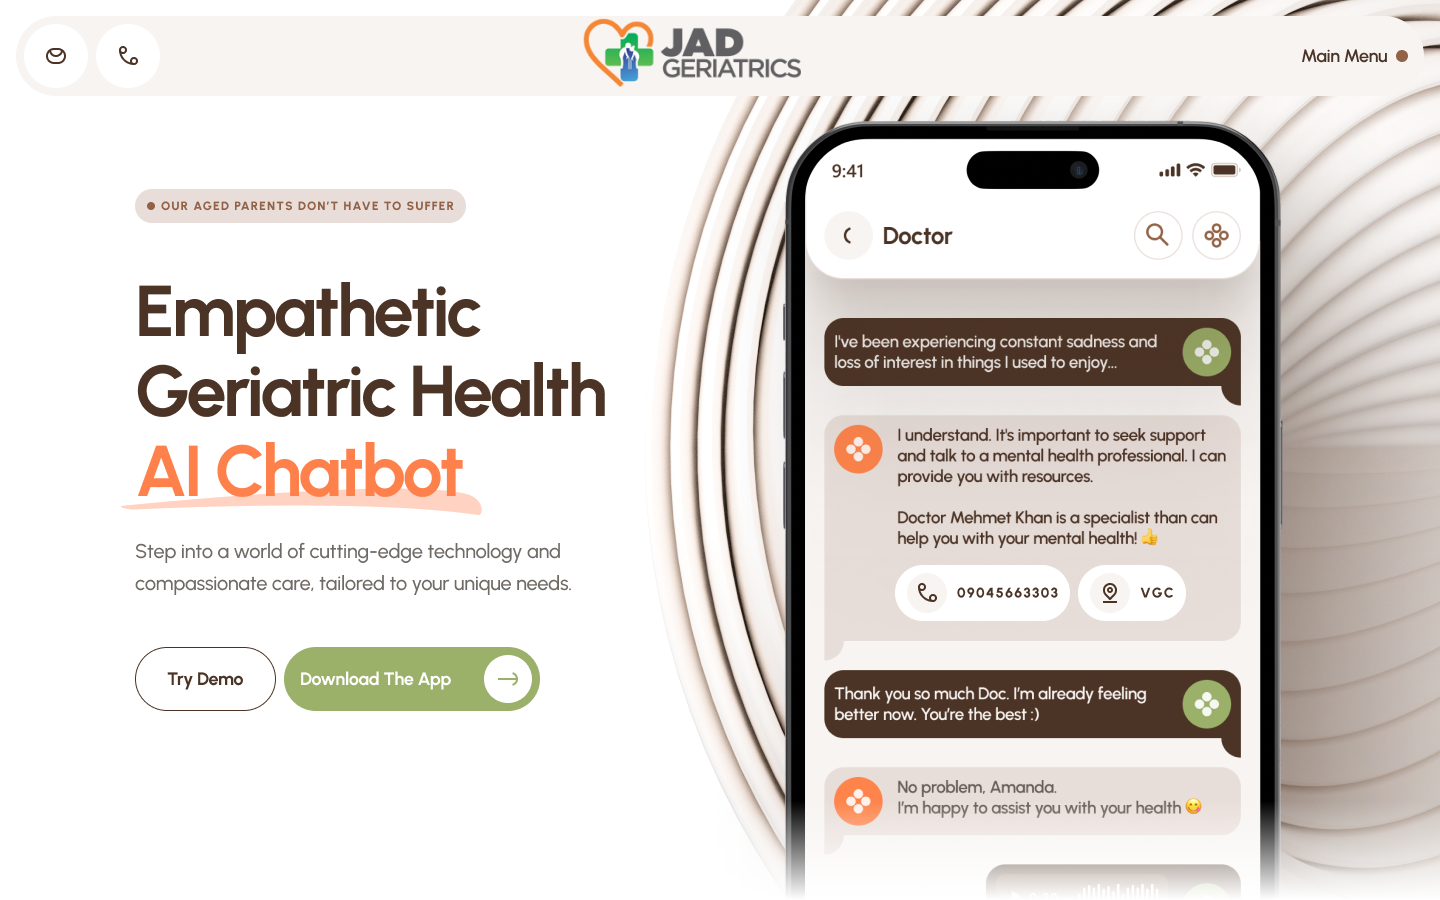 JAD
GERIATRICS
Main Menu
OUR AGED PARENTS DON'T HAVE TO SUFFER
Empathetic
Geriatric Health
AI Chatbot
Step into a world of cutting-edge technology and
compassionate care, tailored to your unique needs.
Try Demo
Download The App
9:41
Doctor
I've been experiencing constant sadness and
loss of interest in things I used to enjoy...
I understand. It's important to seek support
and talk to a mental health professional. I can
provide you with resources.
Doctor Mehmet Khan is a specialist than can
help you with your mental health! 👍
09045663303
VGC
Thank you so much Doc. I'm already feeling
better now. You're the best :)
No problem, Amanda.
I'm happy to assist you with your health 😋